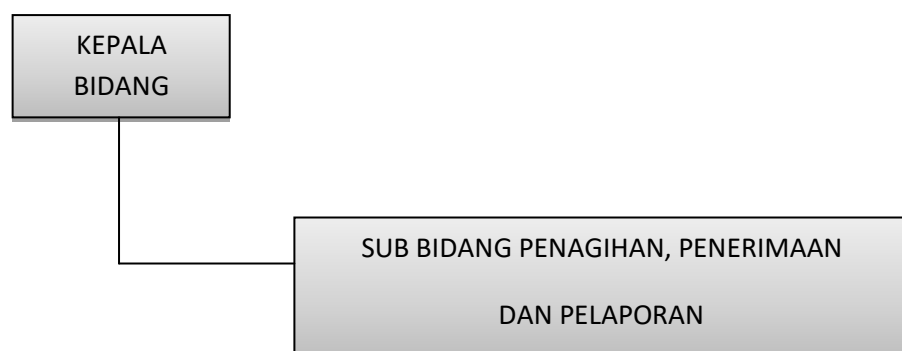 KEPALA
BIDANG
SUB BIDANG PENAGIHAN, PENERIMAAN
DAN PELAPORAN